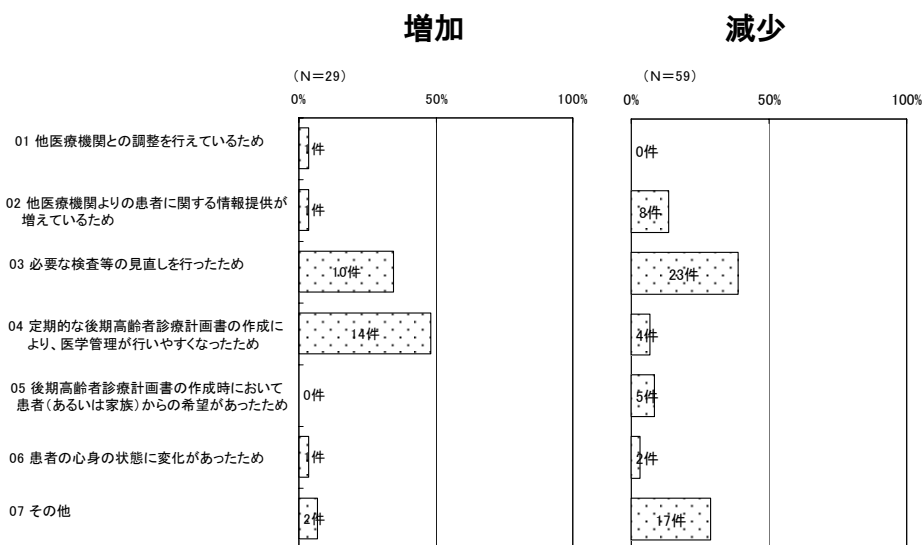 増加
減少
（N＝29）
（N＝59）
0%
50%
100%
0%
50%
100%
01 他医療機関との調整を行えているため
1件
0件
02 他医療機関よりの患者に関する情報提供が
増えているため
1件
8件
03 必要な検査等の見直しを行ったため
10件
23件
04 定期的な後期高齢者診療計画書の作成に
より、医学管理が行いやすくなったため
14件
4件
05 後期高齢者診療計画書の作成時において
患者（あるいは家族）からの希望があったため
0件
5件
06 患者の心身の状態に変化があったため
1件
2件
07 その他
2件
17件